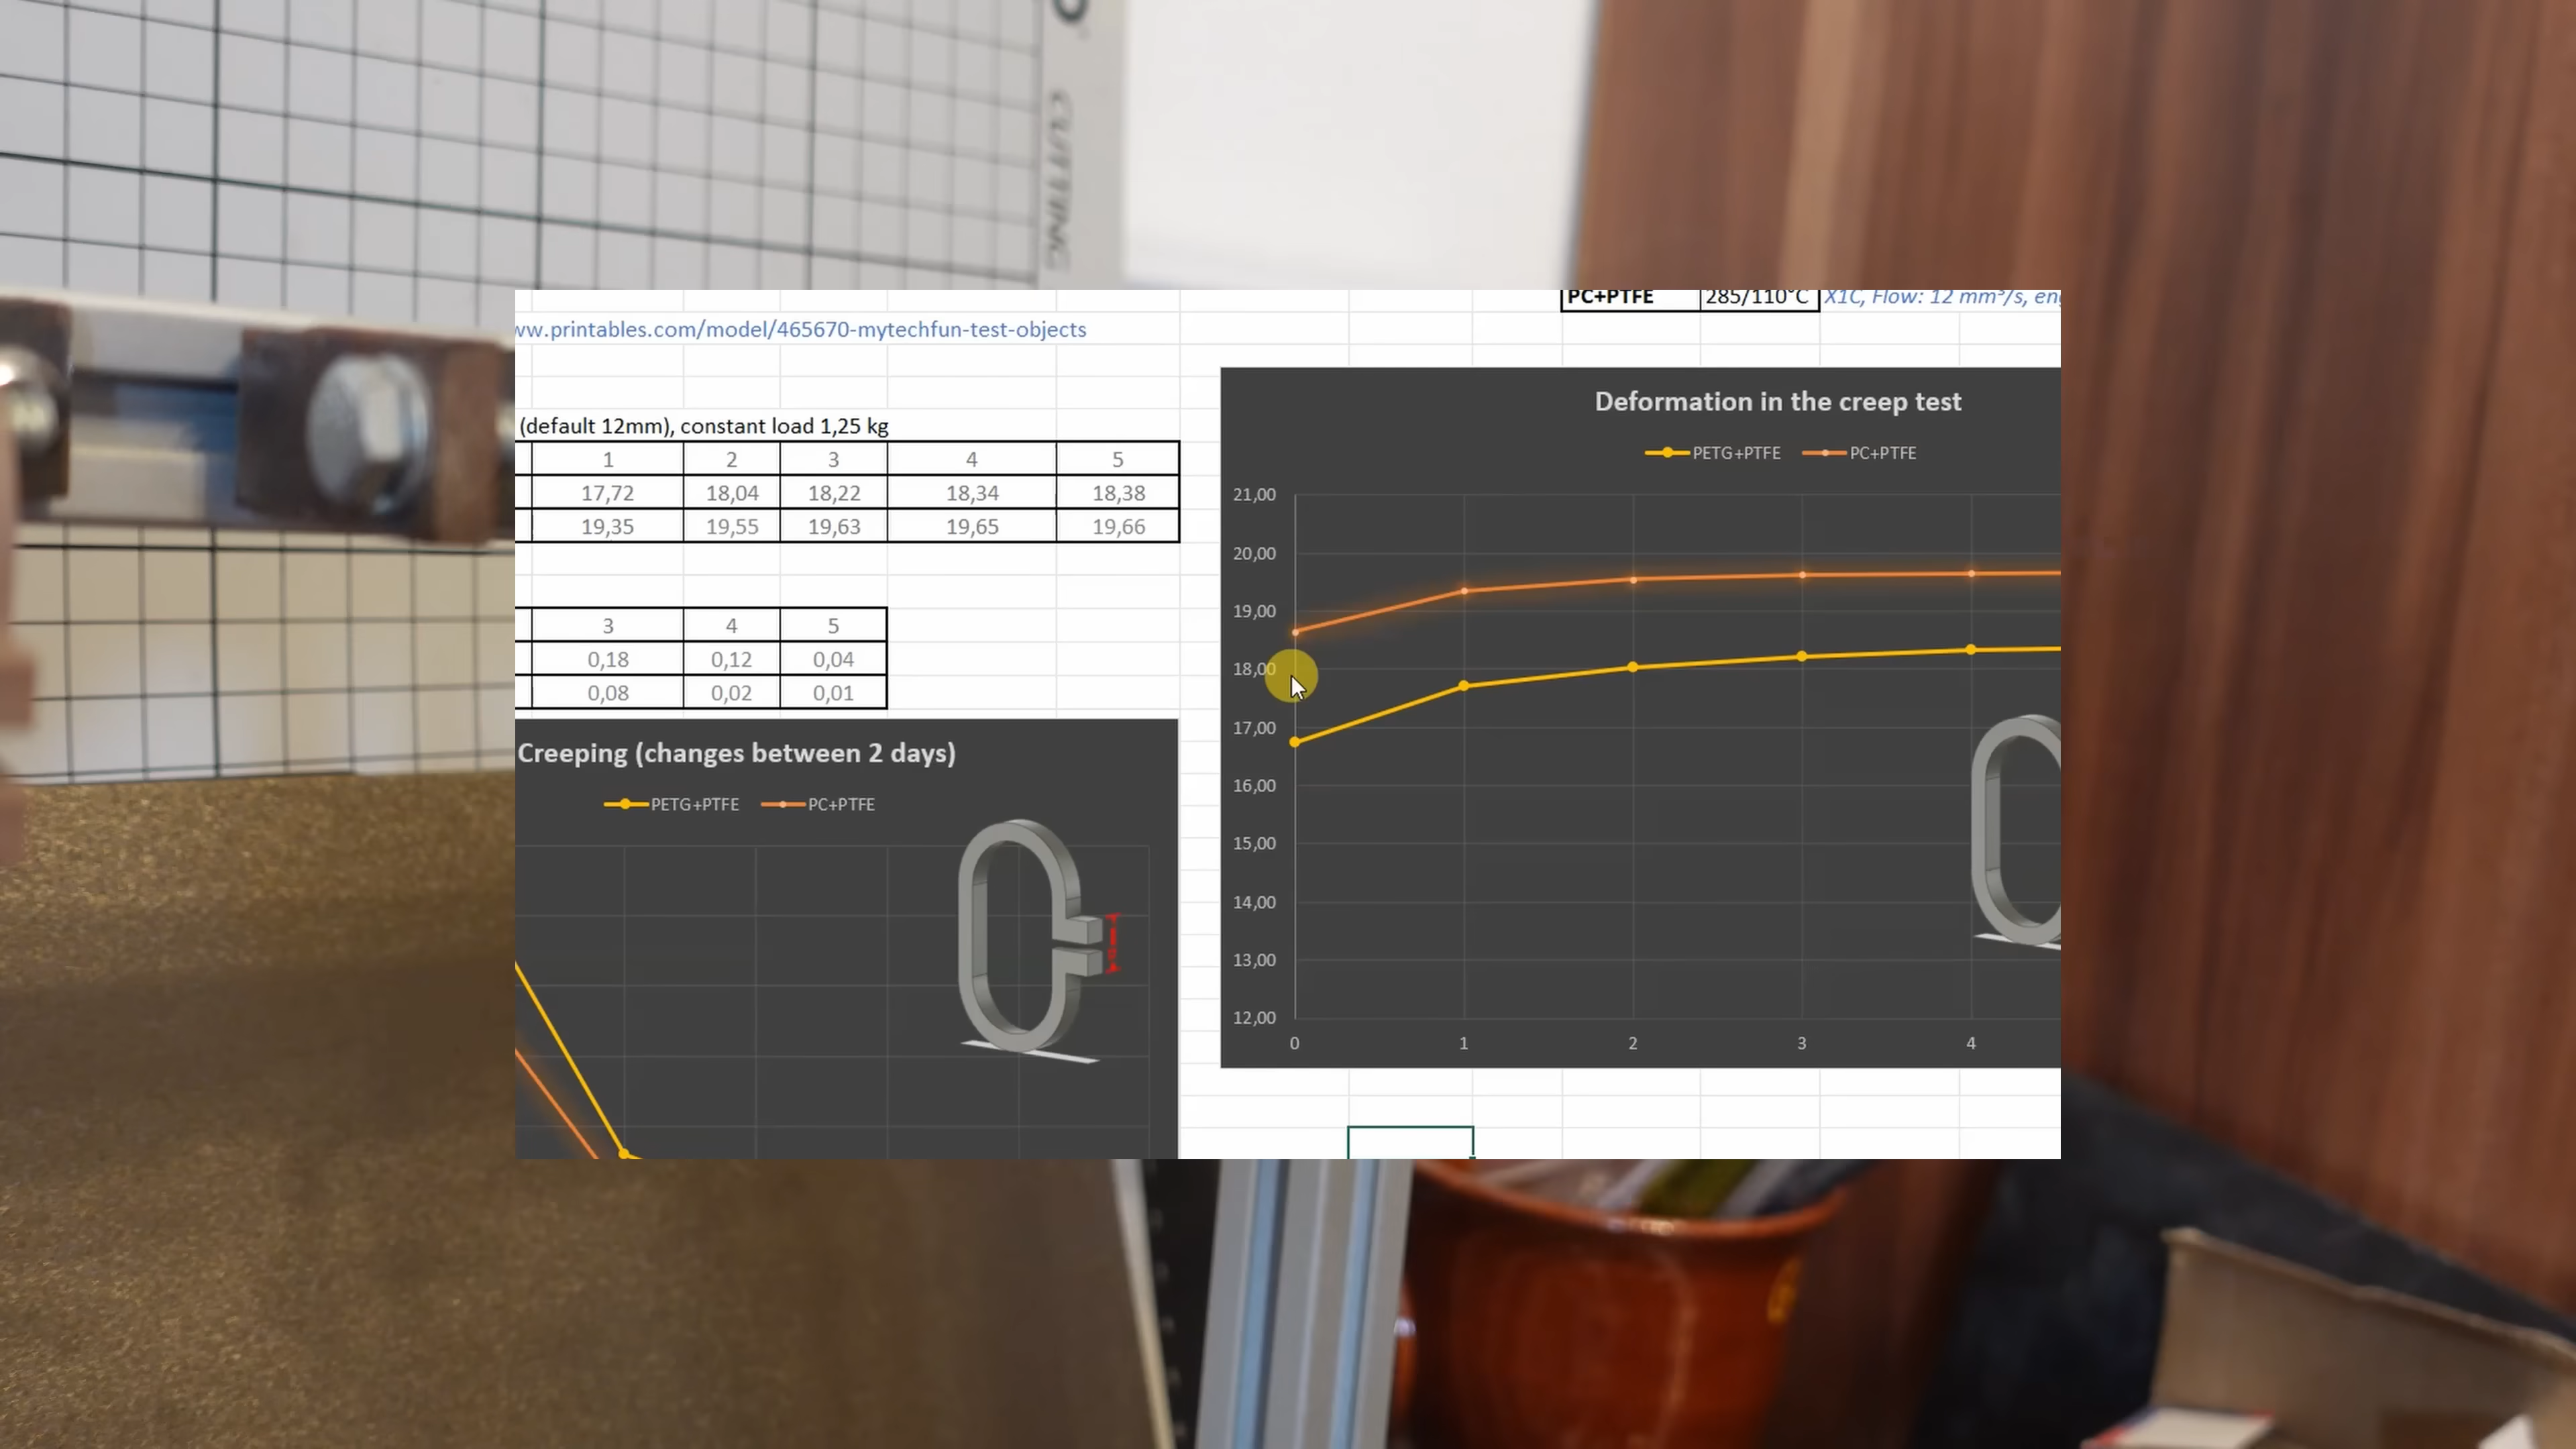 CUTTING
PC+PTFE 285/110°C X1C, Flow: 12 mm³/s,
ww.printables.com/model/465670-mytechfun-test-objects
(default 12mm), constant load 1,25 kg
1 2 3 4 5
17,72 18,04 18,22 18,34 18,38
19,35 19,55 19,63 19,65 19,66
3 4 5
0,18 0,12 0,04
0,08 0,02 0,01
Creeping (changes between 2 days)
PETG+PTFE PC+PTFE
Deformation in the creep test
PETG+PTFE PC+PTFE
21,00
20,00
19,00
18,00
17,00
16,00
15,00
14,00
13,00
12,00
0 1 2 3 4